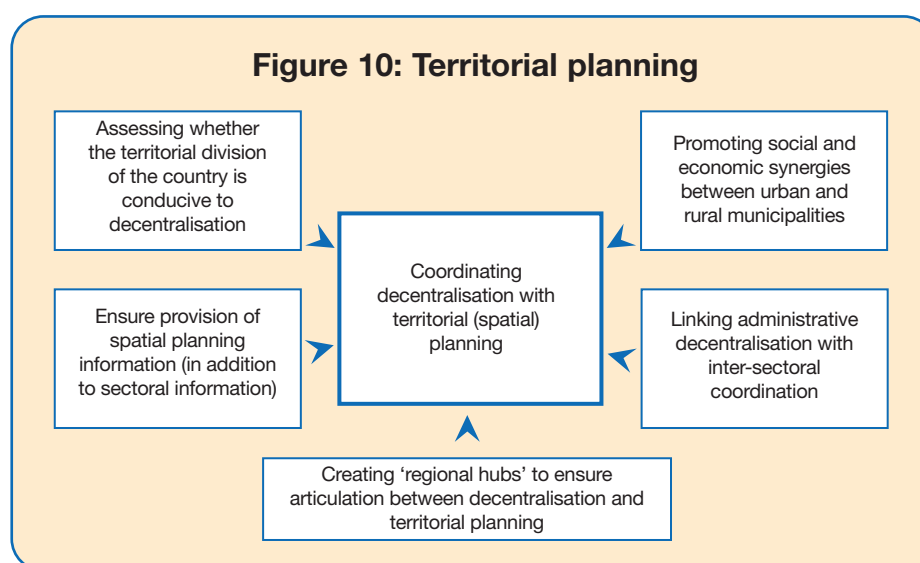 Figure 10: Territorial planning
Assessing whether
the territorial division
of the country is
conducive to
decentralisation
Promoting social and
economic synergies
between urban and
rural municipalities
Coordinating
decentralisation with
territorial (spatial)
planning
Ensure provision of
spatial planning
information (in addition
to sectoral information)
Linking administrative
decentralisation with
inter-sectoral
coordination
Creating ‘regional hubs’ to ensure
articulation between decentralisation and
territorial planning